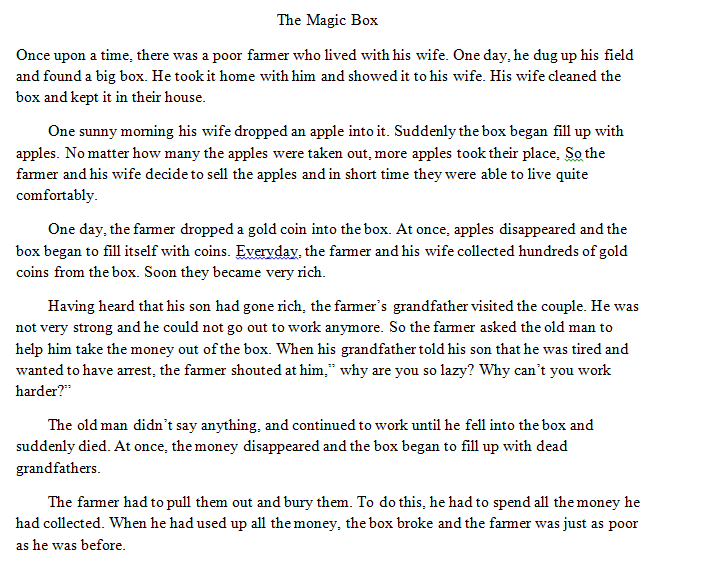 The Magic Box
Once upon a time, there was a poor farmer who lived with his wife. One day, he dug up his field
and found a big box. He took it home with him and showed it to his wife. His wife cleaned the
box and kept it in their house.
One sunny morning his wife dropped an apple into it. Suddenly the box began fill up with
apples. No matter how many the apples were taken out, more apples took their place, So the
farmer and his wife decide to sell the apples and in short time they were able to live quite
comfortably.
One day, the farmer dropped a gold coin into the box. At once, apples disappeared and the
box began to fill itself with coins. Everyday, the farmer and his wife collected hundreds of gold
coins from the box. Soon they became very rich.
Having heard that his son had gone rich, the farmer's grandfather visited the couple. He was
not very strong and he could not go out to work anymore. So the farmer asked the old man to
help him take the money out of the box. When his grandfather told his son that he was tired and
wanted to have arrest, the farmer shouted at him,” why are you so lazy? Why can't you work
harder?”
The old man didn't say anything, and continued to work until he fell into the box and
suddenly died. At once, the money disappeared and the box began to fill up with dead
grandfathers.
The farmer had to pull them out and bury them. To do this, he had to spend all the money he
had collected. When he had used up all the money, the box broke and the farmer was just as poor
as he was before.